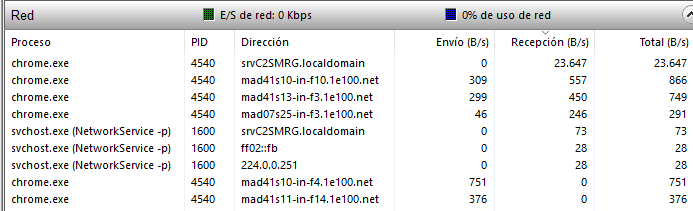 Red E/S de red: 0 Kbps 0% de uso de red
Proceso PID Dirección Envío (B/s) Recepción (B/s) Total (B/s)
chrome.exe 4540 srvC2SMRG.localdomain 0 23.647 23.647
chrome.exe 4540 mad41s10-in-f10.1e100.net 309 557 866
chrome.exe 4540 mad41s13-in-f3.1e100.net 299 450 749
chrome.exe 4540 mad07s25-in-f3.1e100.net 46 246 291
svchost.exe (NetworkService -p) 1600 srvC2SMRG.localdomain 0 73 73
svchost.exe (NetworkService -p) 1600 ff02::fb 0 28 28
svchost.exe (NetworkService -p) 1600 224.0.0.251 0 28 28
chrome.exe 4540 mad41s10-in-f4.1e100.net 751 0 751
chrome.exe 4540 mad41s11-in-f14.1e100.net 376 0 376